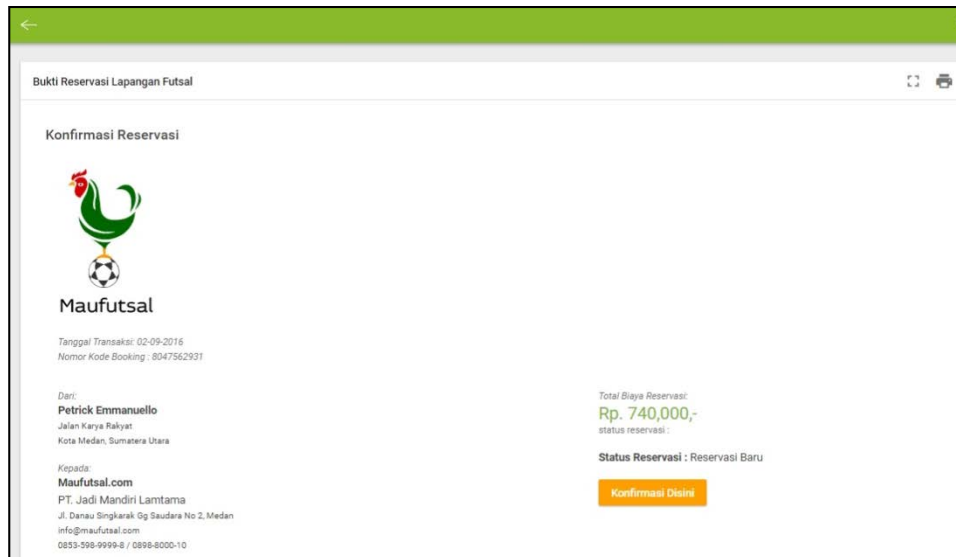 Bukti Reservasi Lapangan Futsal
Konfirmasi Reservasi
Maufutsal
Tanggal Transaksi: 02-09-2016
Nomor Kode Booking : 8047562931
Dari:
Petrick Emmanuello
Jalan Karya Rakyat
Kota Medan, Sumatera Utara
Kepada:
Maufutsal.com
PT. Jadi Mandiri Lamtama
Jl. Danau Singkarak Gg Saudara No 2, Medan
info@maufutsal.com
0853-598-9999-8 / 0898-8000-10
Total Biaya Reservasi:
Rp. 740,000,-
status reservasi :
Status Reservasi : Reservasi Baru
Konfirmasi Disini